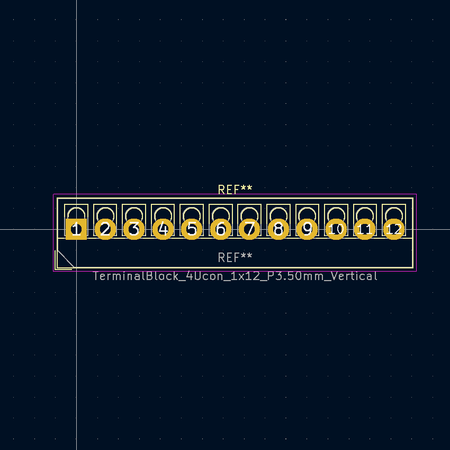 REF**
1 2 3 4 5 6 7 8 9 10 11 12
REF**
TerminalBlock_4Ucon_1x12_P3.50mm_Vertical